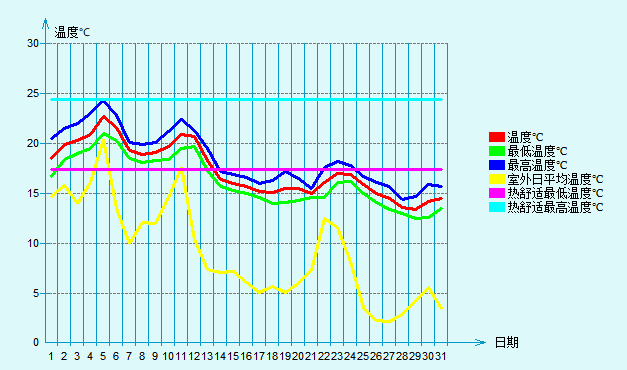 温度℃
30
25
20
15
10
5
0
1 2 3 4 5 6 7 8 9 10 11 12 13 14 15 16 17 18 19 20 21 22 23 24 25 26 27 28 29 30 31
日期
温度℃
最低温度℃
最高温度℃
室外日平均温度℃
热舒适最低温度℃
热舒适最高温度℃